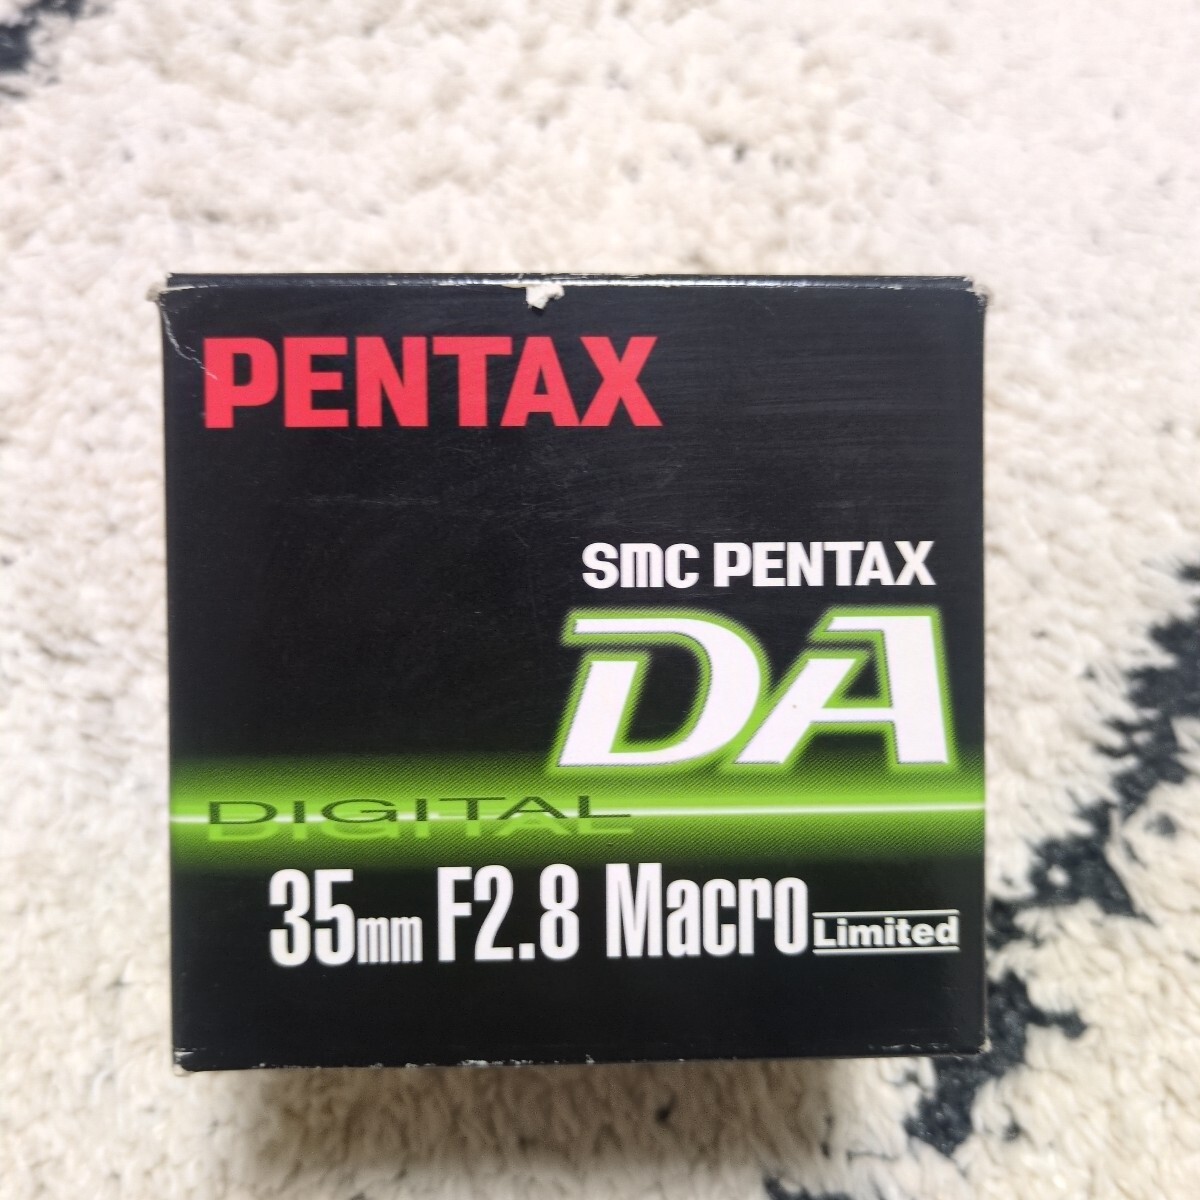 PENTAX
smc PENTAX
DA
DIGITAL
35mm F2.8 Macro Limited